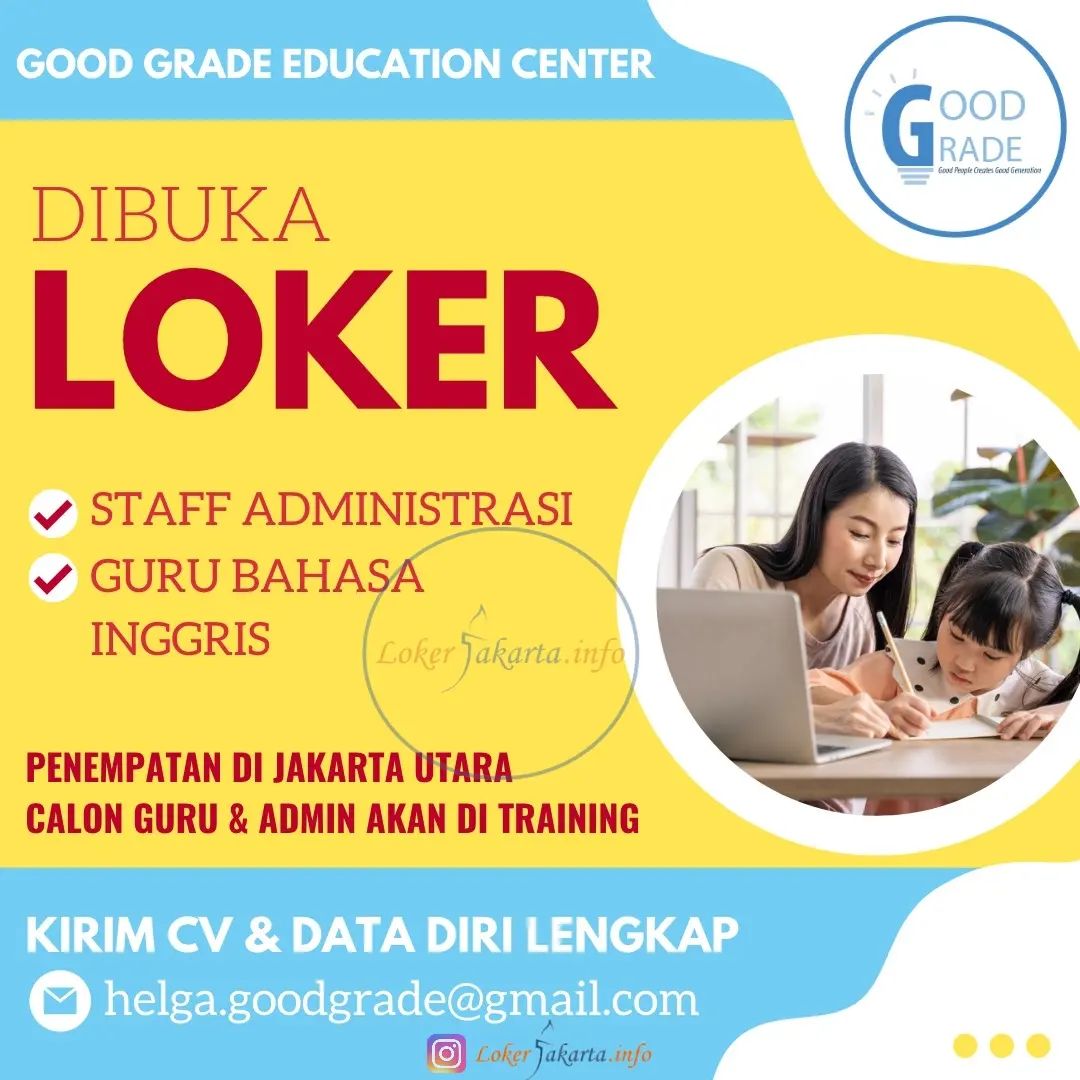 GOOD GRADE EDUCATION CENTER
GOOD
GRADE
Good People Creates Good Generation
DIBUKA
LOKER
STAFF ADMINISTRASI
GURU BAHASA
INGGRIS
LokerJakarta.info
PENEMPATAN DI JAKARTA UTARA
CALON GURU & ADMIN AKAN DI TRAINING
KIRIM CV & DATA DIRI LENGKAP
helga.goodgrade@gmail.com
LokerJakarta.info